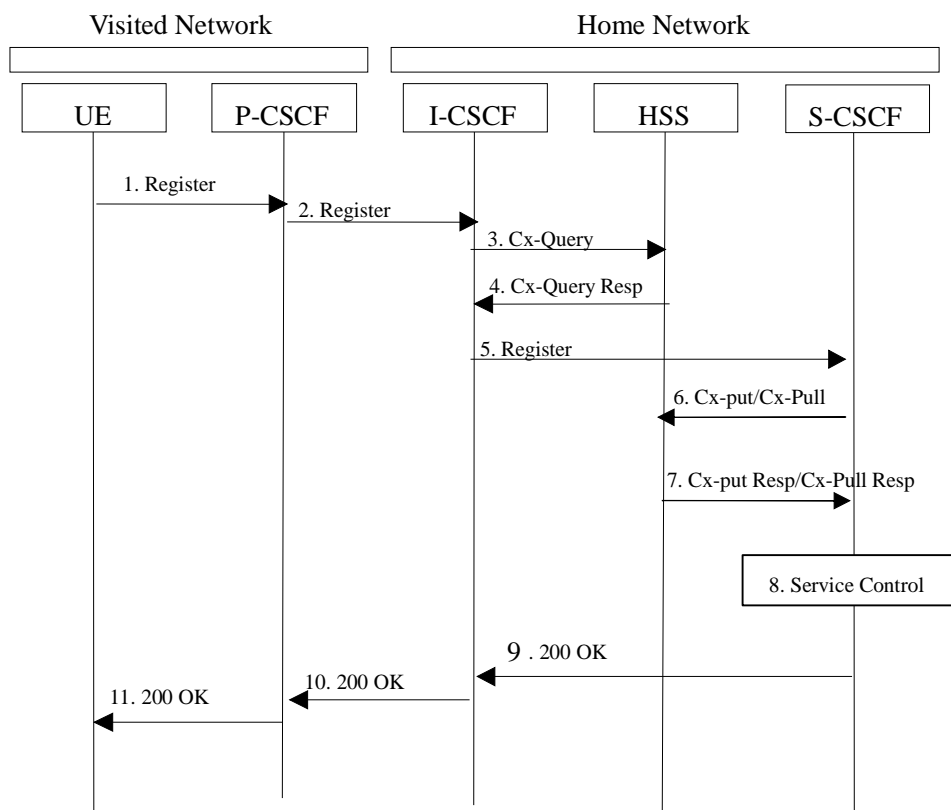 Visited Network
Home Network
UE
P-CSCF
I-CSCF
HSS
S-CSCF
1. Register
2. Register
3. Cx-Query
4. Cx-Query Resp
5. Register
6. Cx-put/Cx-Pull
7. Cx-put Resp/Cx-Pull Resp
8. Service Control
9 . 200 OK
10. 200 OK
11. 200 OK